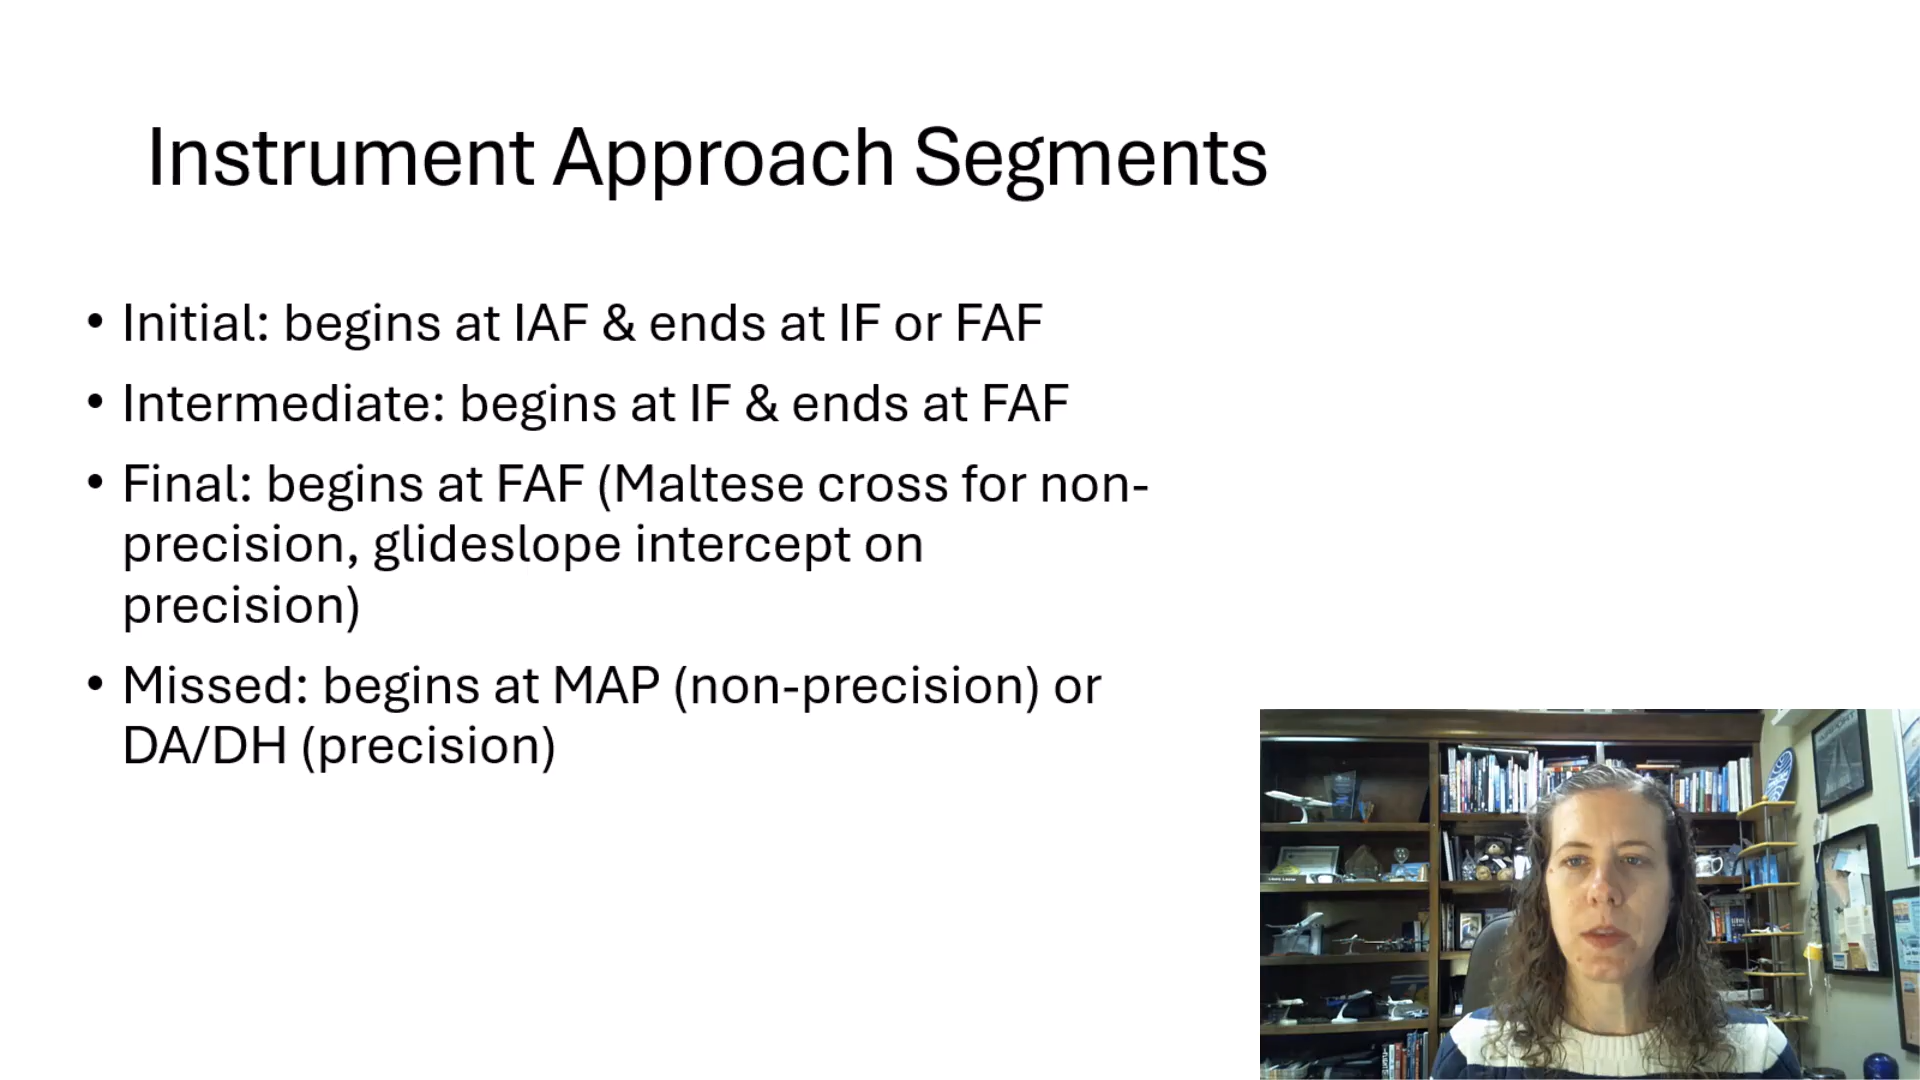 Instrument Approach Segments
• Initial: begins at IAF & ends at IF or FAF
• Intermediate: begins at IF & ends at FAF
• Final: begins at FAF (Maltese cross for non-
precision, glideslope intercept on
precision)
• Missed: begins at MAP (non-precision) or
DA/DH (precision)